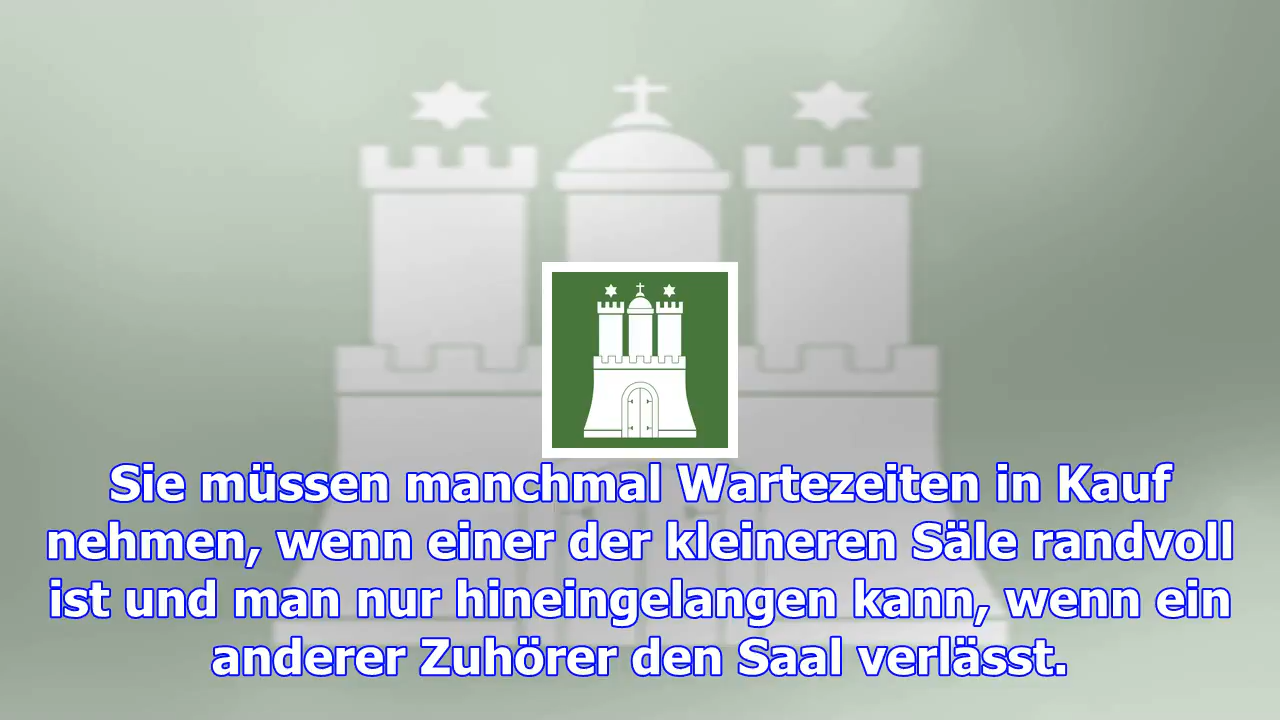 Sie müssen manchmal Wartezeiten in Kauf
nehmen, wenn einer der kleineren Säle randvoll
ist und man nur hineingelangen kann, wenn ein
anderer Zuhörer den Saal verlässt.